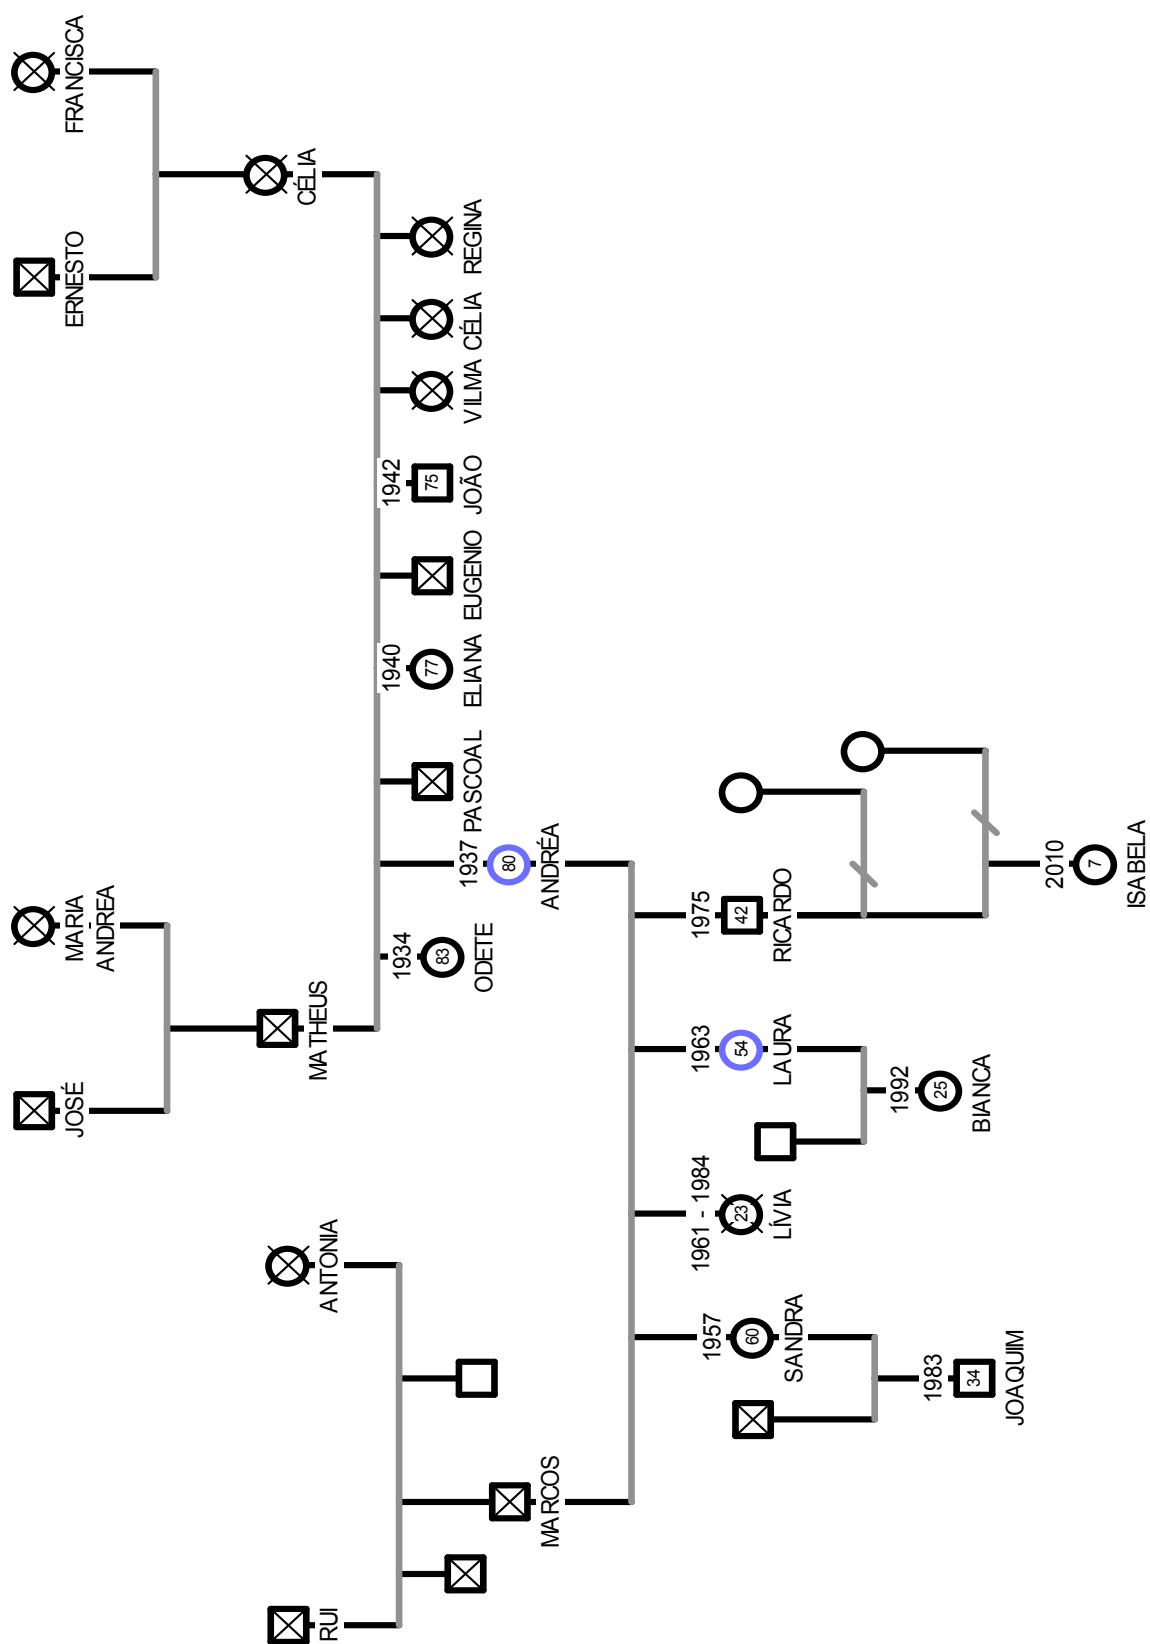 JOSÉ
MARIA
ANDREA
ERNESTO
FRANCISCA
RUI
ANTONIA
MATHEUS
CÉLIA
1934
83
ODETE
1937
80
ANDRÉA
PASCOAL
1940
77
ELIANA
EUGENIO
1942
75
JOÃO
VILMA
CÉLIA
REGINA
MARCOS
1957
60
SANDRA
1961 - 1984
23
LÍVIA
1963
54
LAURA
1975
42
RICARDO
1983
34
JOAQUIM
1992
25
BIANCA
2010
7
ISABELA